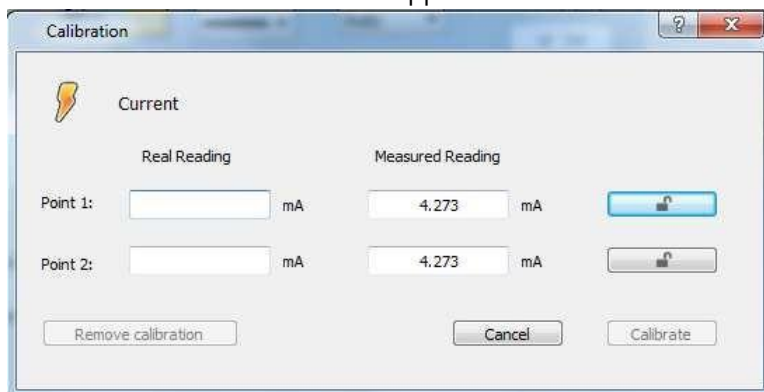 Calibration
?
Current
Real Reading Measured Reading
Point 1: mA 4.273 mA
Point 2: mA 4.273 mA
Remove calibration Cancel Calibrate